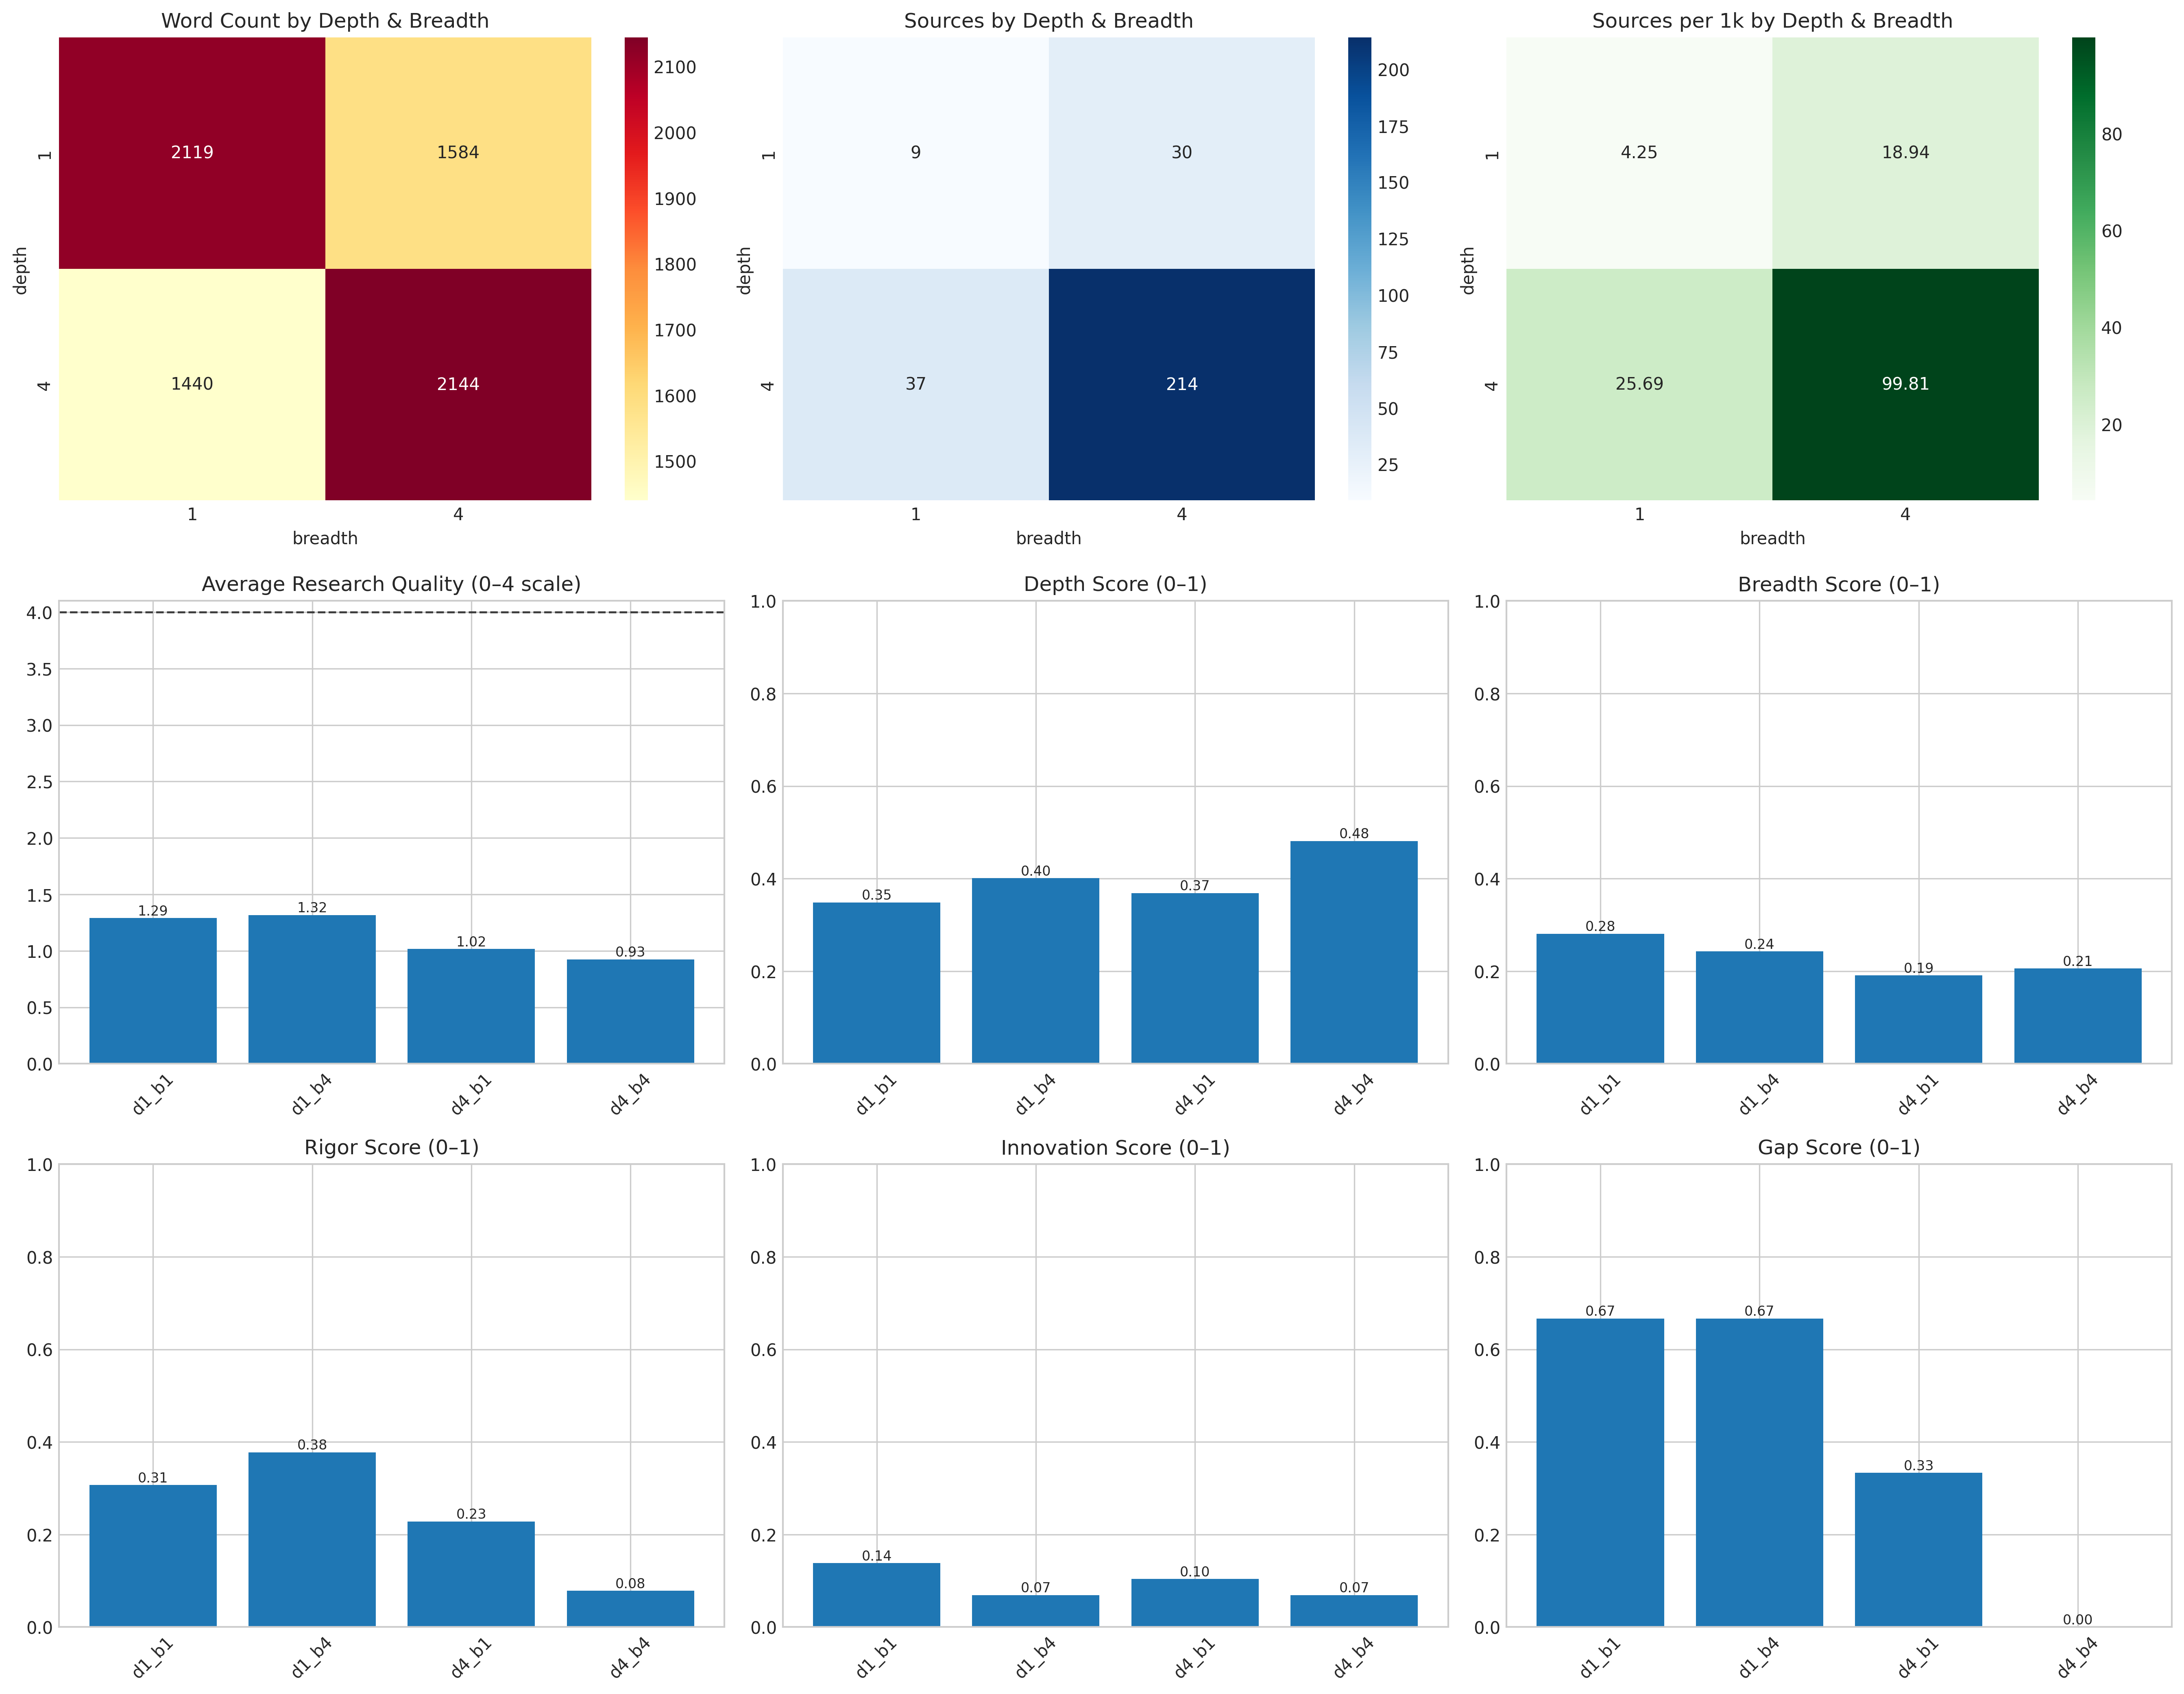 Word Count by Depth & Breadth
2119
1584
1440
2144
1
4
depth
1
4
breadth
2100
2000
1900
1800
1700
1600
1500
Sources by Depth & Breadth
9
30
37
214
1
4
depth
1
4
breadth
200
175
150
125
100
75
50
25
Sources per 1k by Depth & Breadth
4.25
18.94
25.69
99.81
1
4
depth
1
4
breadth
80
60
40
20
Average Research Quality (0–4 scale)
4.0
3.5
3.0
2.5
2.0
1.5
1.0
0.5
0.0
1.29
1.32
1.02
0.93
d1_b1
d1_b4
d4_b1
d4_b4
Depth Score (0–1)
1.0
0.8
0.6
0.4
0.2
0.0
0.35
0.40
0.37
0.48
d1_b1
d1_b4
d4_b1
d4_b4
Breadth Score (0–1)
1.0
0.8
0.6
0.4
0.2
0.0
0.28
0.24
0.19
0.21
d1_b1
d1_b4
d4_b1
d4_b4
Rigor Score (0–1)
1.0
0.8
0.6
0.4
0.2
0.0
0.31
0.38
0.23
0.08
d1_b1
d1_b4
d4_b1
d4_b4
Innovation Score (0–1)
1.0
0.8
0.6
0.4
0.2
0.0
0.14
0.07
0.10
0.07
d1_b1
d1_b4
d4_b1
d4_b4
Gap Score (0–1)
1.0
0.8
0.6
0.4
0.2
0.0
0.67
0.67
0.33
0.00
d1_b1
d1_b4
d4_b1
d4_b4